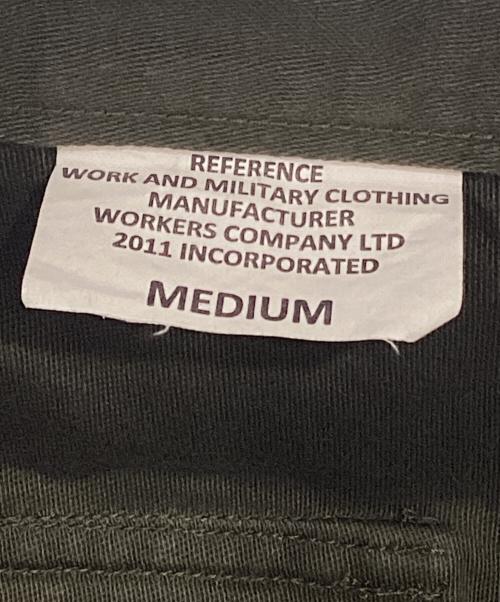 REFERENCE
WORK AND MILITARY CLOTHING
MANUFACTURER
WORKERS COMPANY LTD
2011 INCORPORATED
MEDIUM